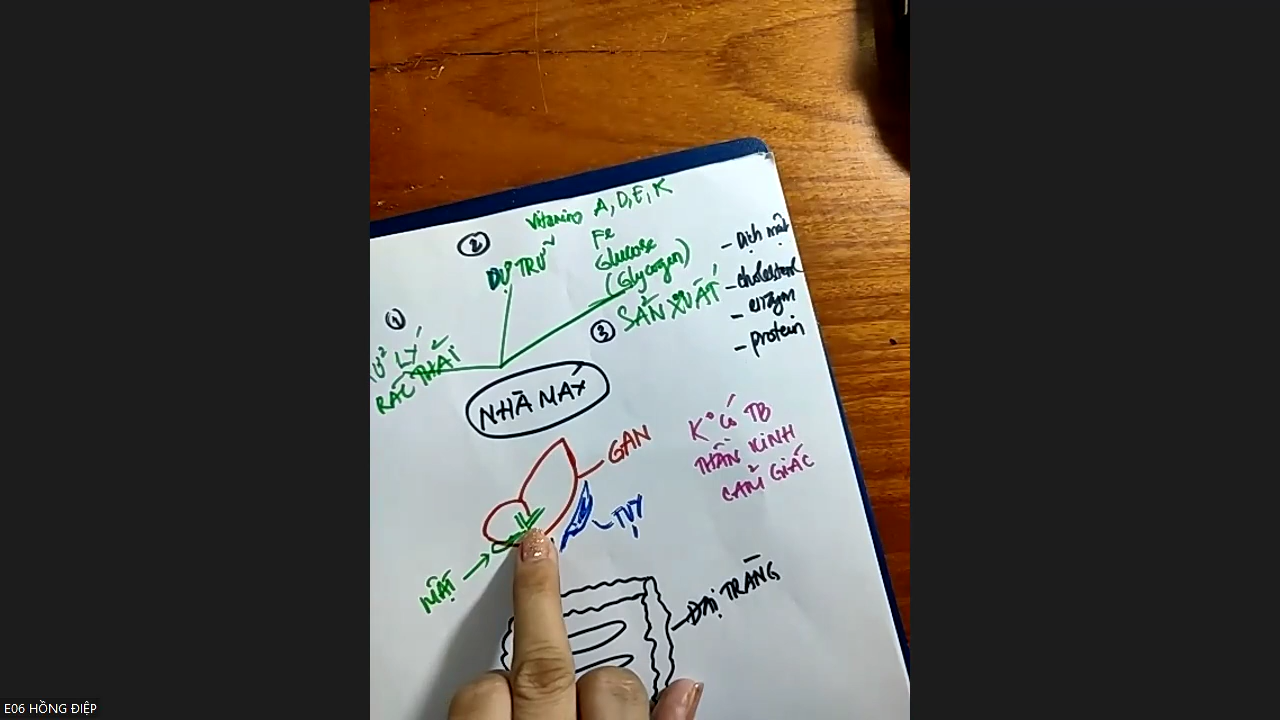 Vitamins A, D, E, K
Fe
Glucose
(Glycogen)
②
DỰ TRỮ
①
XỬ LÝ
RÁC THẢI
③ SẢN XUẤT
- Dịch mật
- cholesterol
- enzym
- protein
NHÀ MÁY
GAN
K° có TB
THẦN KINH
CẢM GIÁC
TỤY
MẬT
ĐẠI TRÀNG
E06 HỒNG ĐIỆP